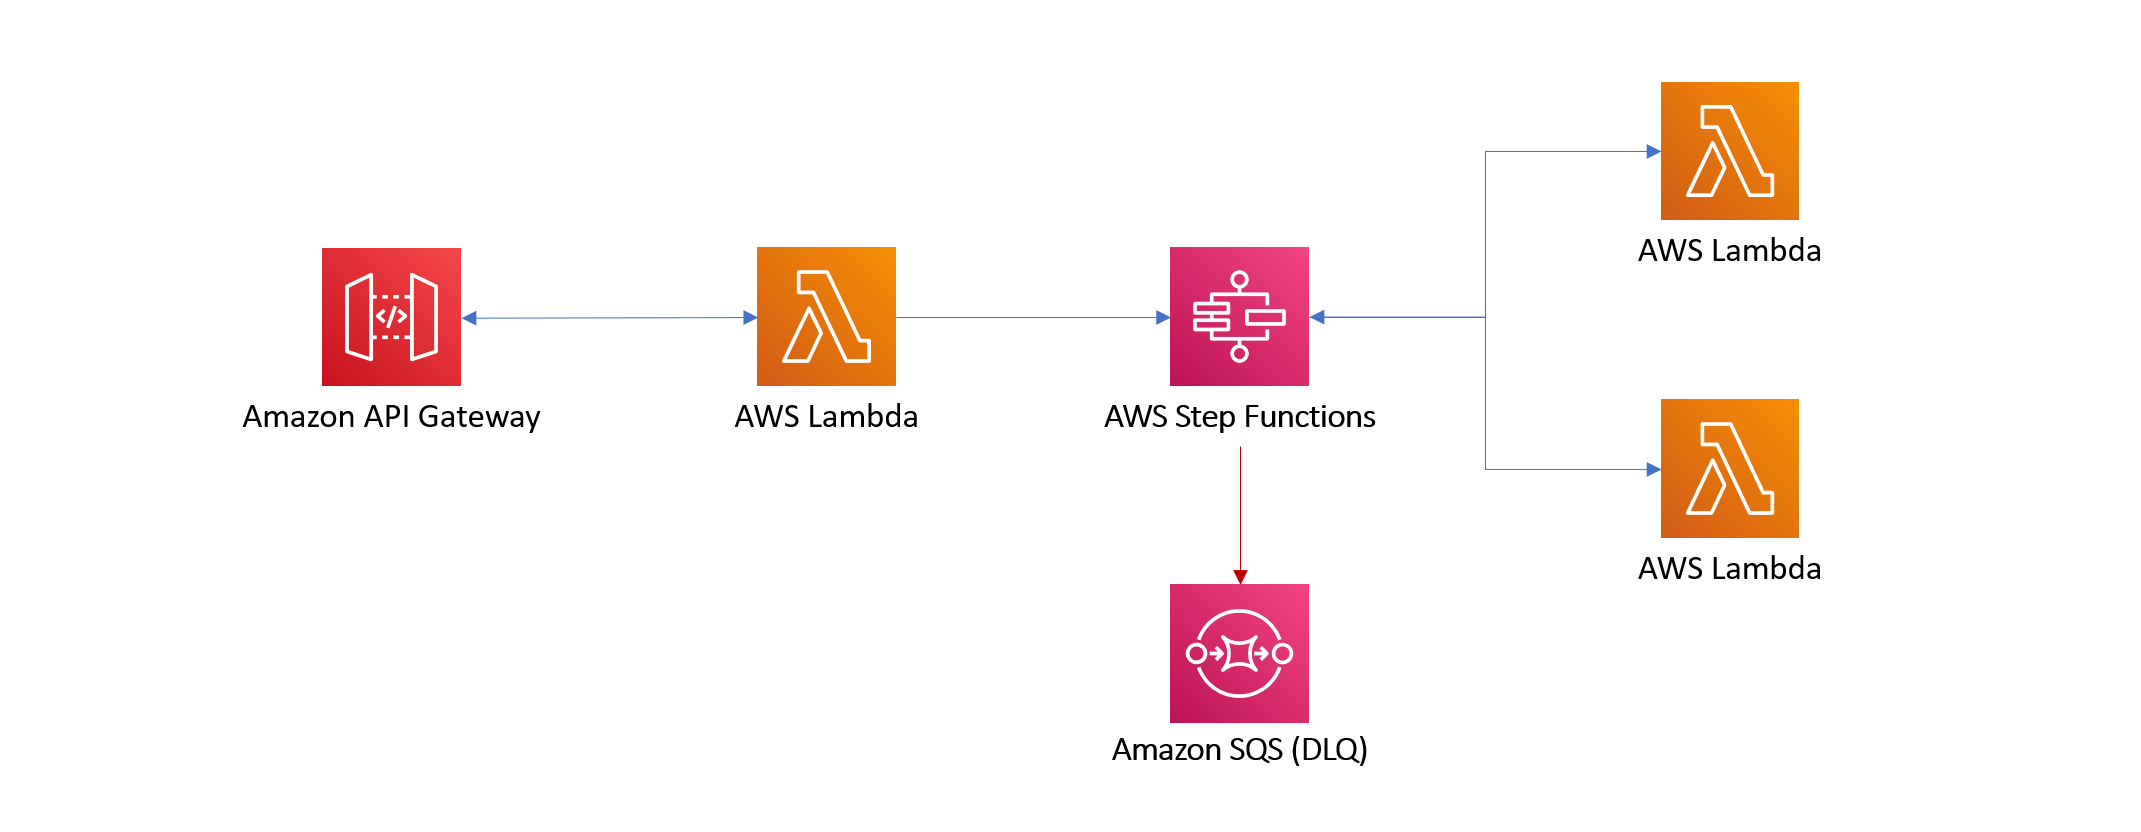 AWS Lambda
Amazon API Gateway
AWS Lambda
AWS Step Functions
AWS Lambda
Amazon SQS (DLQ)